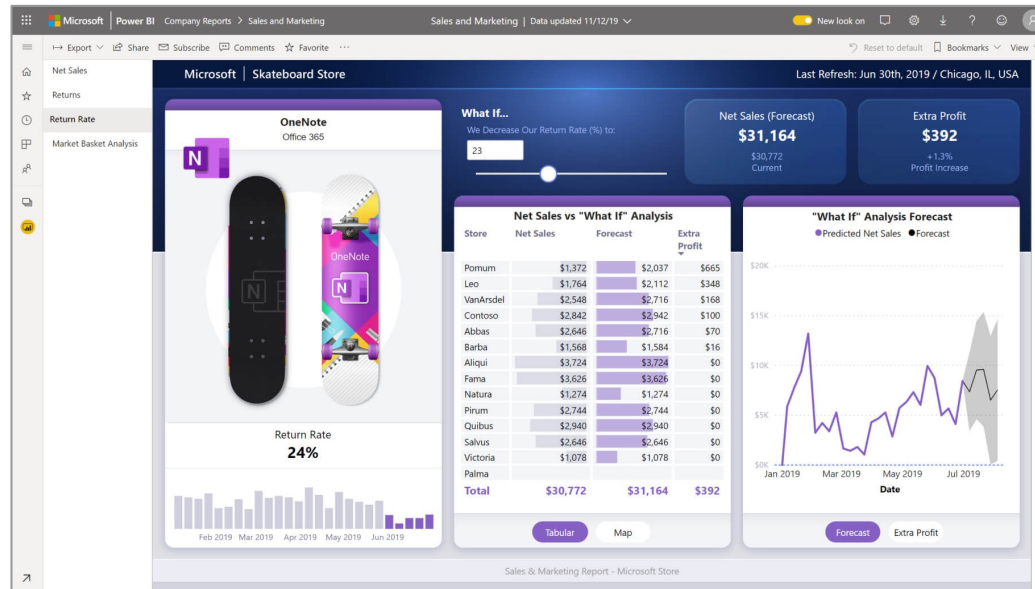 Microsoft | Power BI Company Reports > Sales and Marketing
Sales and Marketing | Data updated 11/12/19
New look on
Export Share Subscribe Comments Favorite ...
Reset to default Bookmarks View
Net Sales
Returns
Return Rate
Market Basket Analysis
Microsoft | Skateboard Store
Last Refresh: Jun 30th, 2019 / Chicago, IL, USA
OneNote
Office 365
N
OneNote
N
N
Return Rate
24%
Feb 2019 Mar 2019 Apr 2019 May 2019 Jun 2019
What If...
We Decrease Our Return Rate (%) to:
23
Net Sales (Forecast)
$31,164
$30,772
Current
Extra Profit
$392
+1.3%
Profit Increase
Net Sales vs "What If" Analysis
Store Net Sales Forecast Extra Profit
Pomum $1,372 $2,037 $665
Leo $1,764 $2,112 $348
VanArsdel $2,548 $2,716 $168
Contoso $2,842 $2,942 $100
Abbas $2,646 $2,716 $70
Barba $1,568 $1,584 $16
Aliqui $3,724 $3,724 $0
Fama $3,626 $3,626 $0
Natura $1,274 $1,274 $0
Pirum $2,744 $2,744 $0
Quibus $2,940 $2,940 $0
Salvus $2,646 $2,646 $0
Victoria $1,078 $1,078 $0
Palma
Total $30,772 $31,164 $392
Tabular Map
"What If" Analysis Forecast
Predicted Net Sales Forecast
$20K
$15K
$10K
$5K
$0K
Jan 2019 Mar 2019 May 2019 Jul 2019
Date
Forecast Extra Profit
Sales & Marketing Report - Microsoft Store